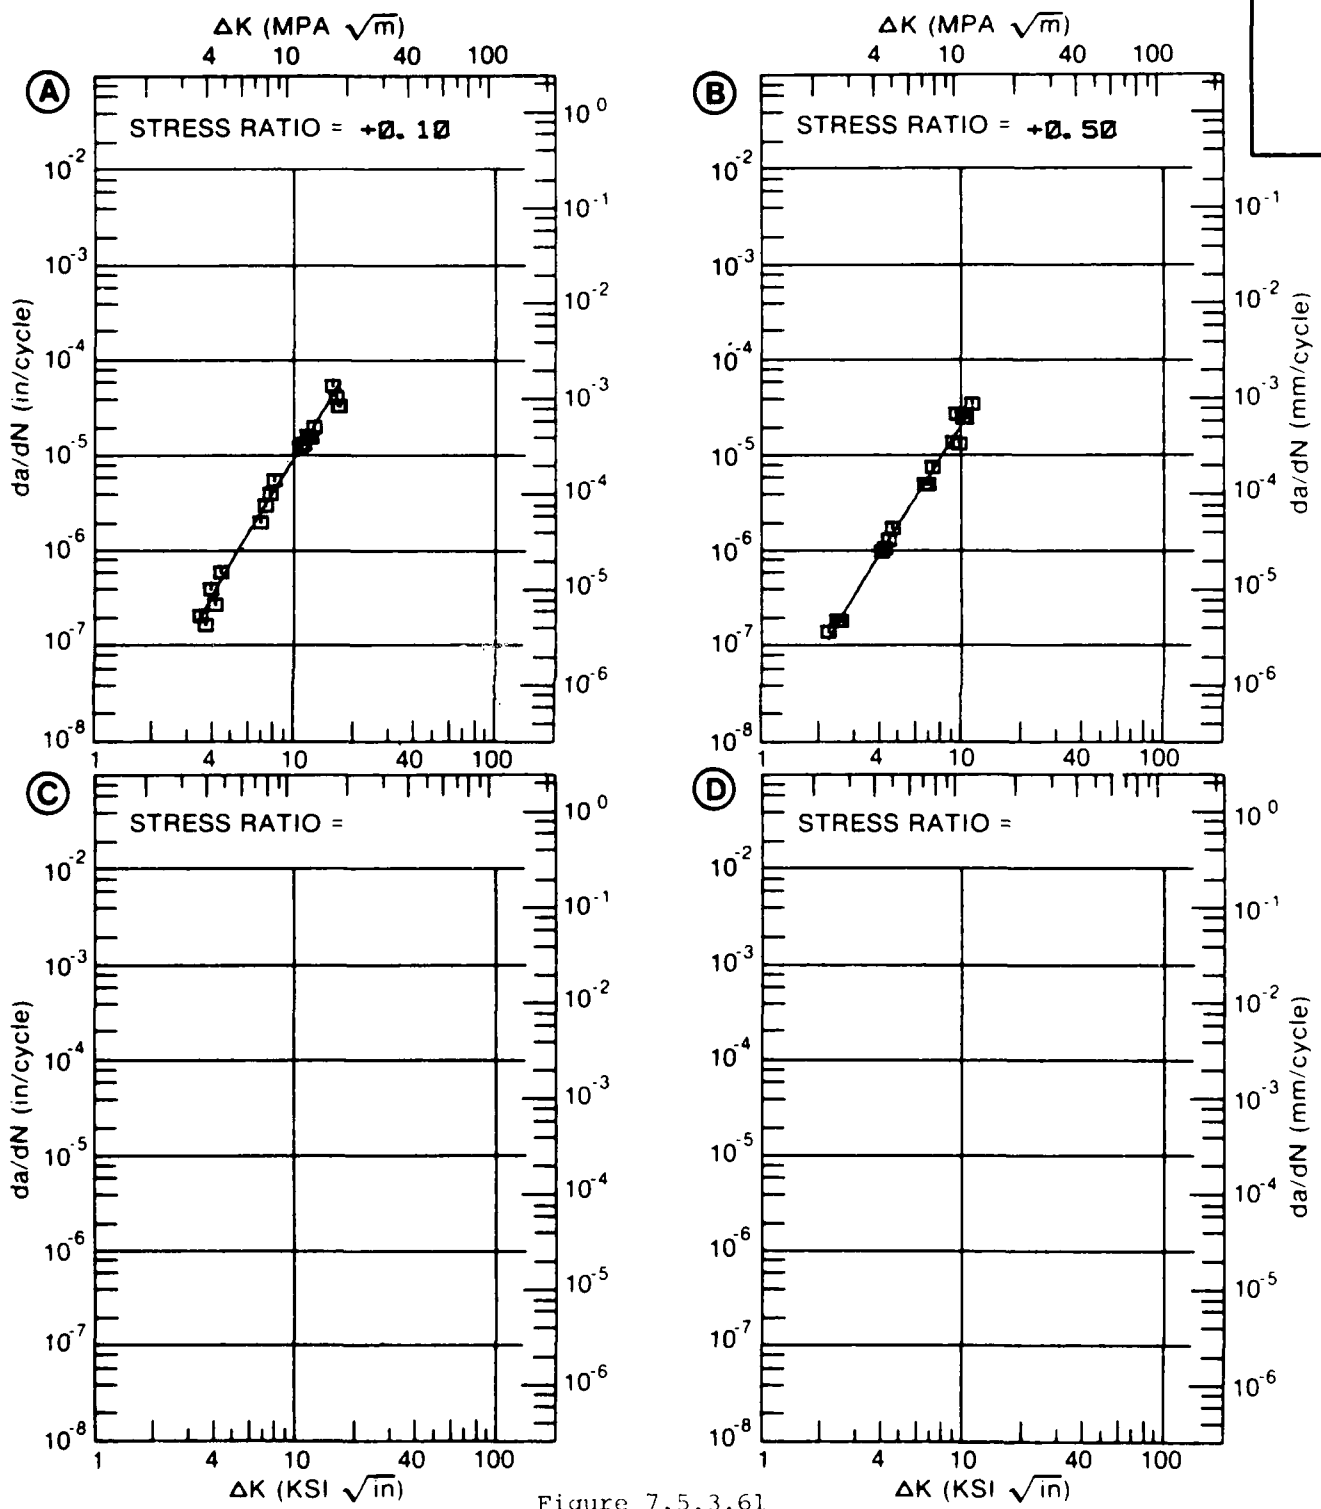 ΔK (MPA √m)
4 10 40 100
A
STRESS RATIO = +0.10
10^0
10^-1
10^-2
10^-3
10^-4
10^-5
10^-6
da/dN (in/cycle)
10^-2
10^-3
10^-4
10^-5
10^-6
10^-7
10^-8
1 4 10 40 100
ΔK (MPA √m)
4 10 40 100
B
STRESS RATIO = +0.50
10^-2
10^-3
10^-4
10^-5
10^-6
10^-7
10^-8
10^-1
10^-2
10^-3
10^-4
10^-5
10^-6
da/dN (mm/cycle)
1 4 10 40 100
C
STRESS RATIO =
10^0
10^-1
10^-2
10^-3
10^-4
10^-5
10^-6
da/dN (in/cycle)
10^-2
10^-3
10^-4
10^-5
10^-6
10^-7
10^-8
1 4 10 40 100
ΔK (KSI √in)
D
STRESS RATIO =
10^-2
10^-3
10^-4
10^-5
10^-6
10^-7
10^-8
10^0
10^-1
10^-2
10^-3
10^-4
10^-5
10^-6
da/dN (mm/cycle)
1 4 10 40 100
ΔK (KSI √in)
Figure 7.5.3.61